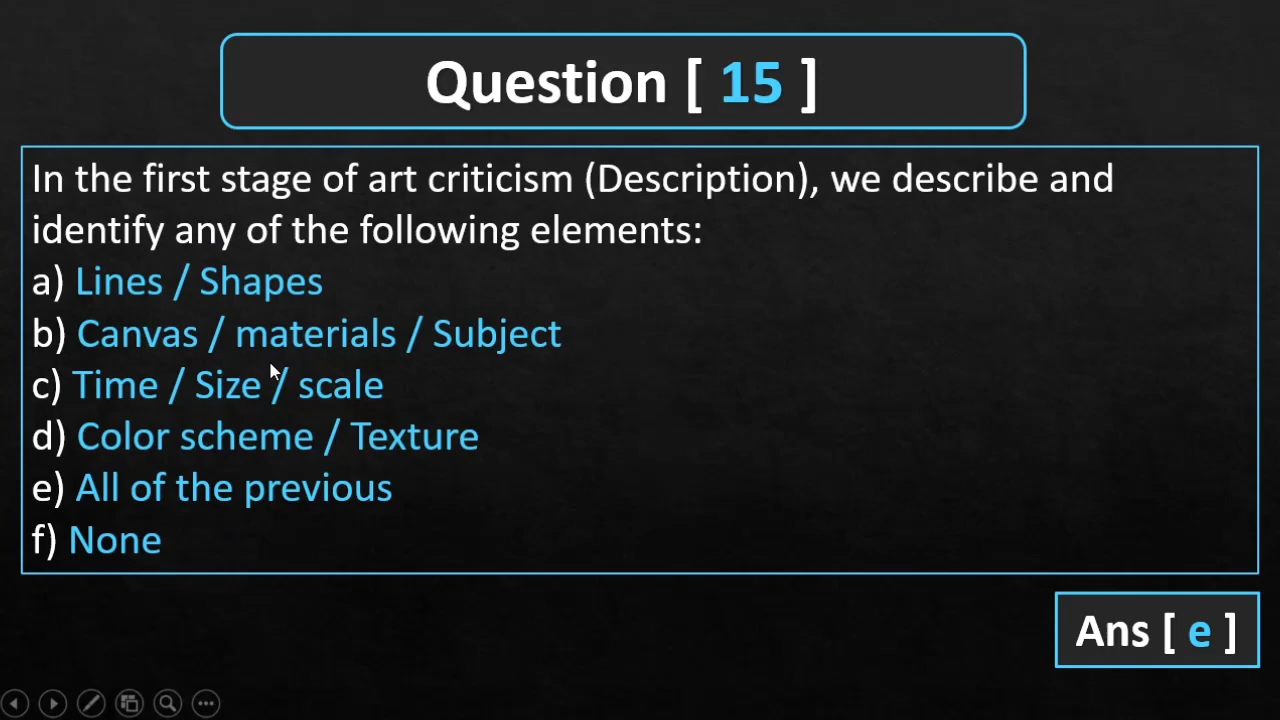 Question [ 15 ]
In the first stage of art criticism (Description), we describe and
identify any of the following elements:
a) Lines / Shapes
b) Canvas / materials / Subject
c) Time / Size / scale
d) Color scheme / Texture
e) All of the previous
f) None
Ans [ e ]